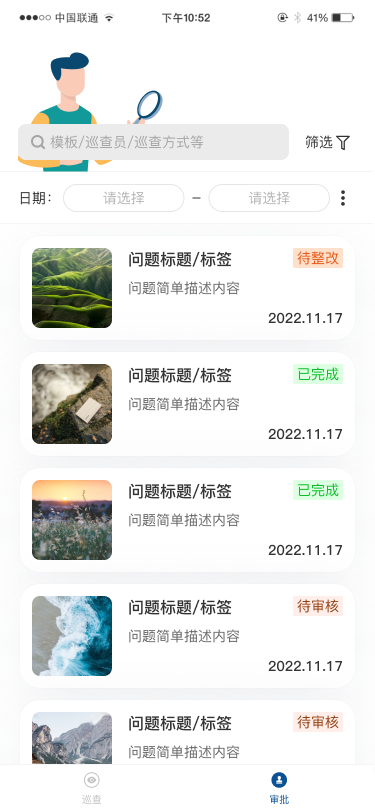 中国联通
下午10:52
41%
模板/巡查员/巡查方式等
筛选
日期：
请选择
–
请选择
问题标题/标签
待整改
问题简单描述内容
2022.11.17
问题标题/标签
已完成
问题简单描述内容
2022.11.17
问题标题/标签
已完成
问题简单描述内容
2022.11.17
问题标题/标签
待审核
问题简单描述内容
2022.11.17
问题标题/标签
待审核
问题简单描述内容
巡查
审批